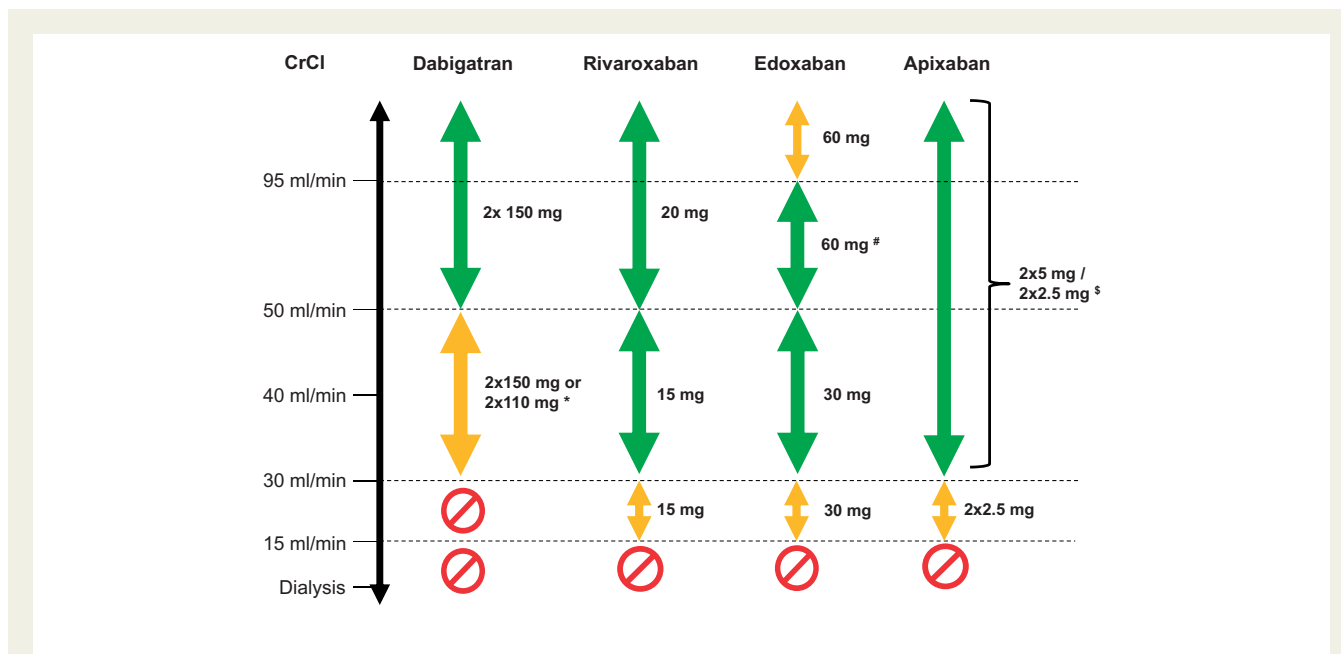 CrCl Dabigatran Rivaroxaban Edoxaban Apixaban
60 mg
95 ml/min
2x 150 mg 20 mg
60 mg #
2x5 mg /
2x2.5 mg $
50 ml/min
2x150 mg or
2x110 mg *
40 ml/min 15 mg 30 mg
30 ml/min
15 mg 30 mg 2x2.5 mg
15 ml/min
Dialysis